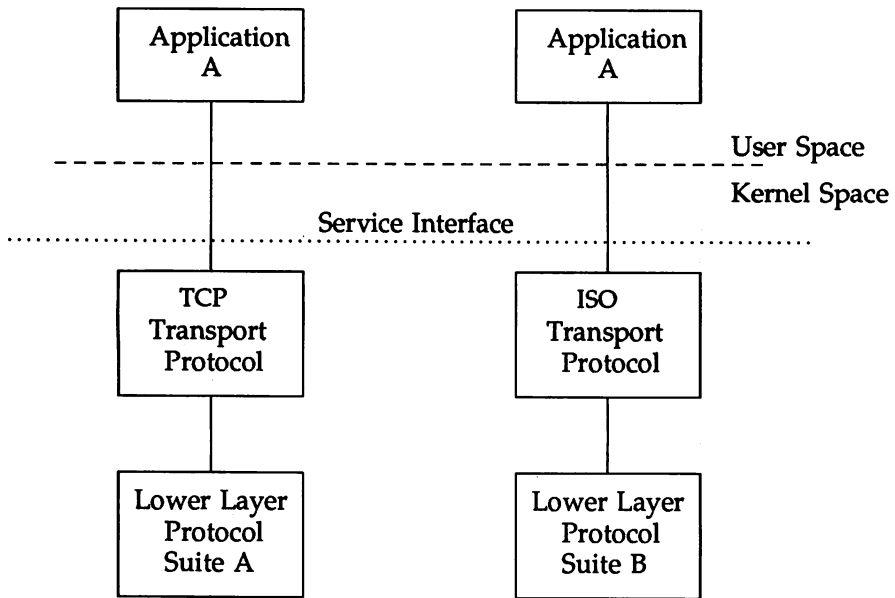 Application
A
Application
A
User Space
Kernel Space
Service Interface
TCP
Transport
Protocol
ISO
Transport
Protocol
Lower Layer
Protocol
Suite A
Lower Layer
Protocol
Suite B